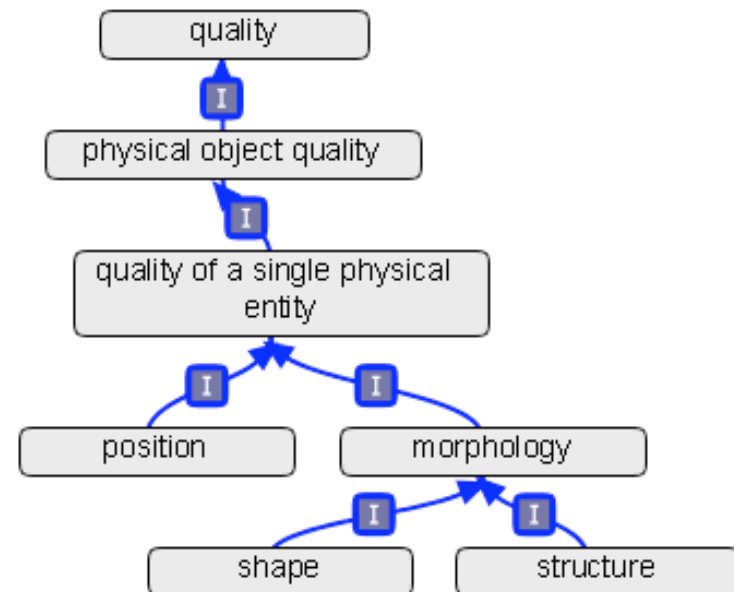 quality
I
physical object quality
I
quality of a single physical
entity
I
I
position
morphology
I
I
shape
structure